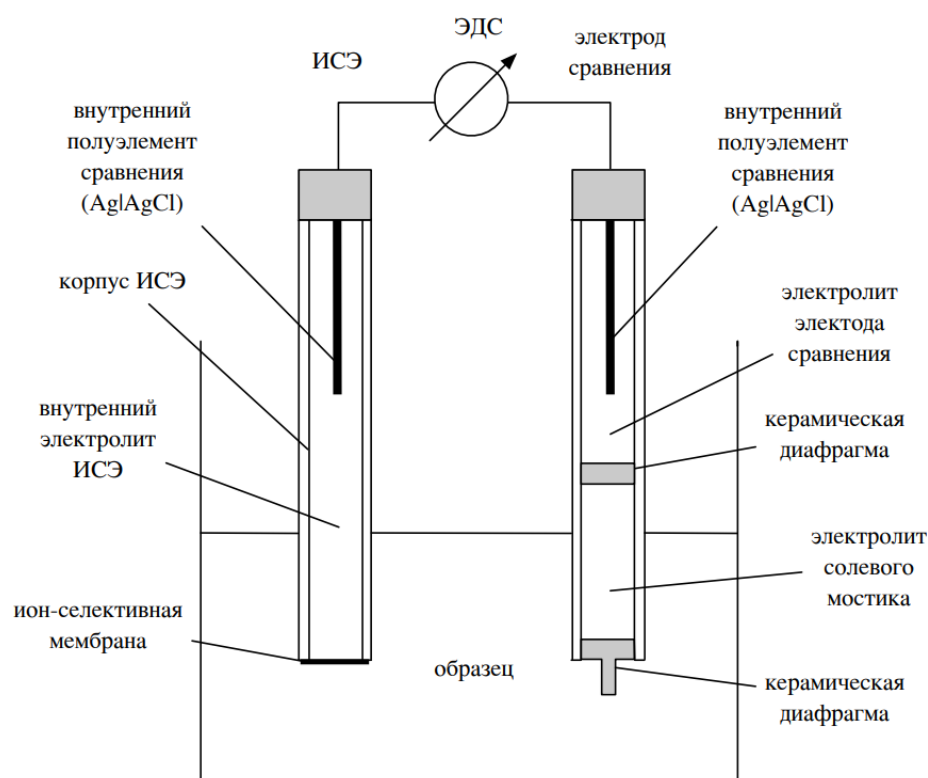 ЭДС
ИСЭ
электрод
сравнения
внутренний
полуэлемент
сравнения
(Ag|AgCl)
внутренний
полуэлемент
сравнения
(Ag|AgCl)
корпус ИСЭ
электролит
электода
сравнения
внутренний
электролит
ИСЭ
керамическая
диафрагма
электролит
солевого
мостика
ион-селективная
мембрана
образец
керамическая
диафрагма